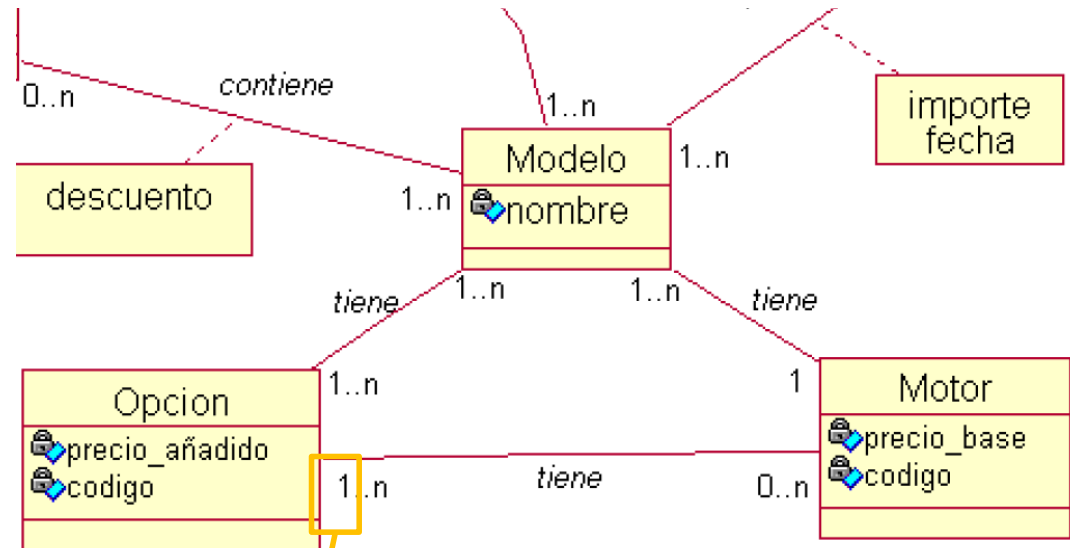 0..n
contiene
1..n
importe
fecha
descuento
Modelo
1..n
1..n
nombre
tiene
1..n
1..n
tiene
Opcion
1..n
1
Motor
precio_añadido
codigo
precio_base
codigo
1..n
tiene
0..n